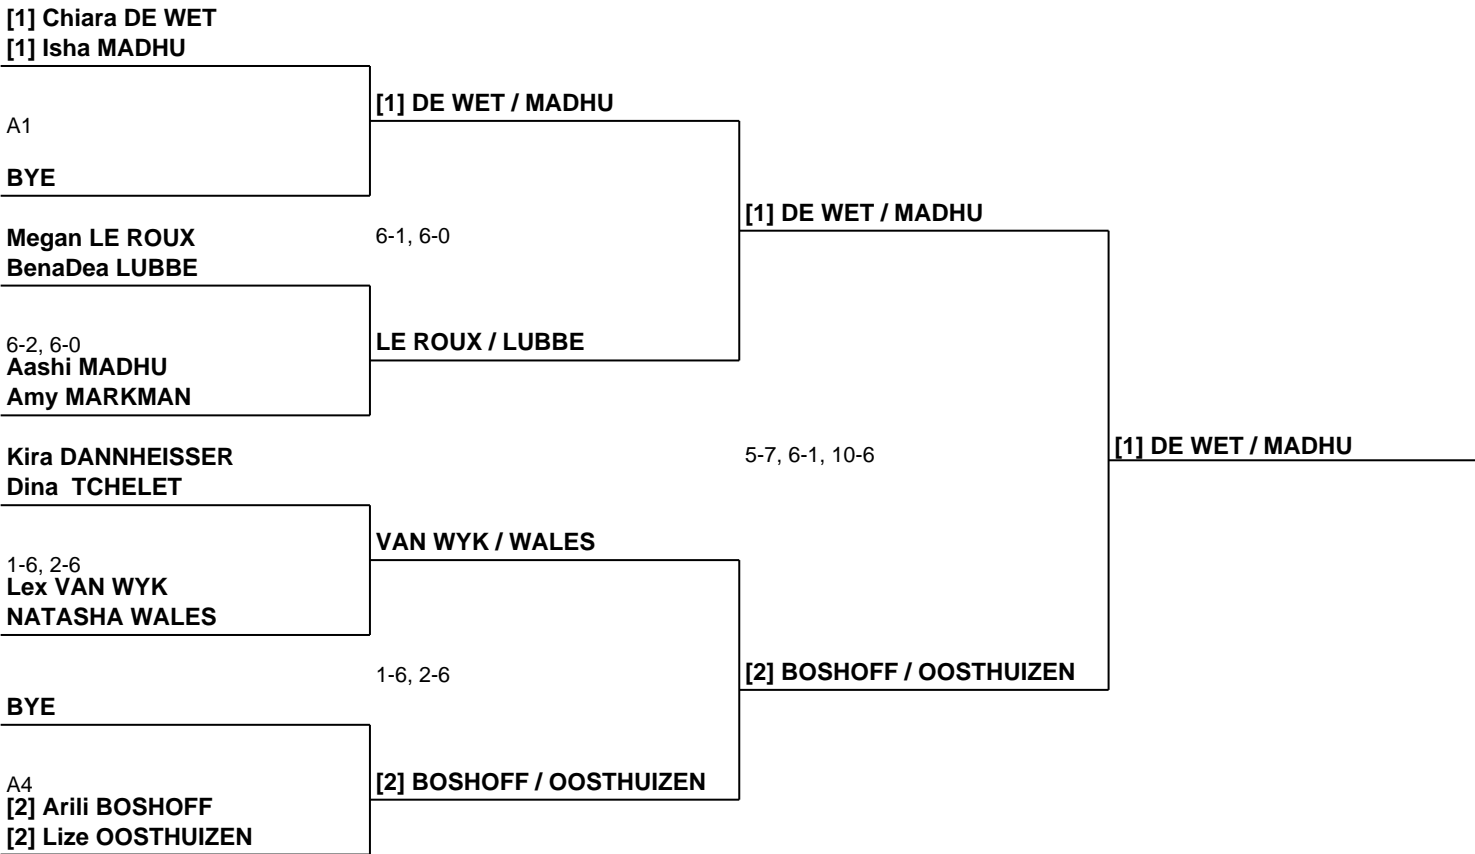 [1] Chiara DE WET
[1] Isha MADHU
A1
BYE
Megan LE ROUX
BenaDea LUBBE
6-2, 6-0
Aashi MADHU
Amy MARKMAN
Kira DANNHEISSER
Dina  TCHELET
1-6, 2-6
Lex VAN WYK
NATASHA WALES
BYE
A4
[2] Arili BOSHOFF
[2] Lize OOSTHUIZEN
[1] DE WET / MADHU
6-1, 6-0
LE ROUX / LUBBE
VAN WYK / WALES
1-6, 2-6
[2] BOSHOFF / OOSTHUIZEN
[1] DE WET / MADHU
5-7, 6-1, 10-6
[2] BOSHOFF / OOSTHUIZEN
[1] DE WET / MADHU